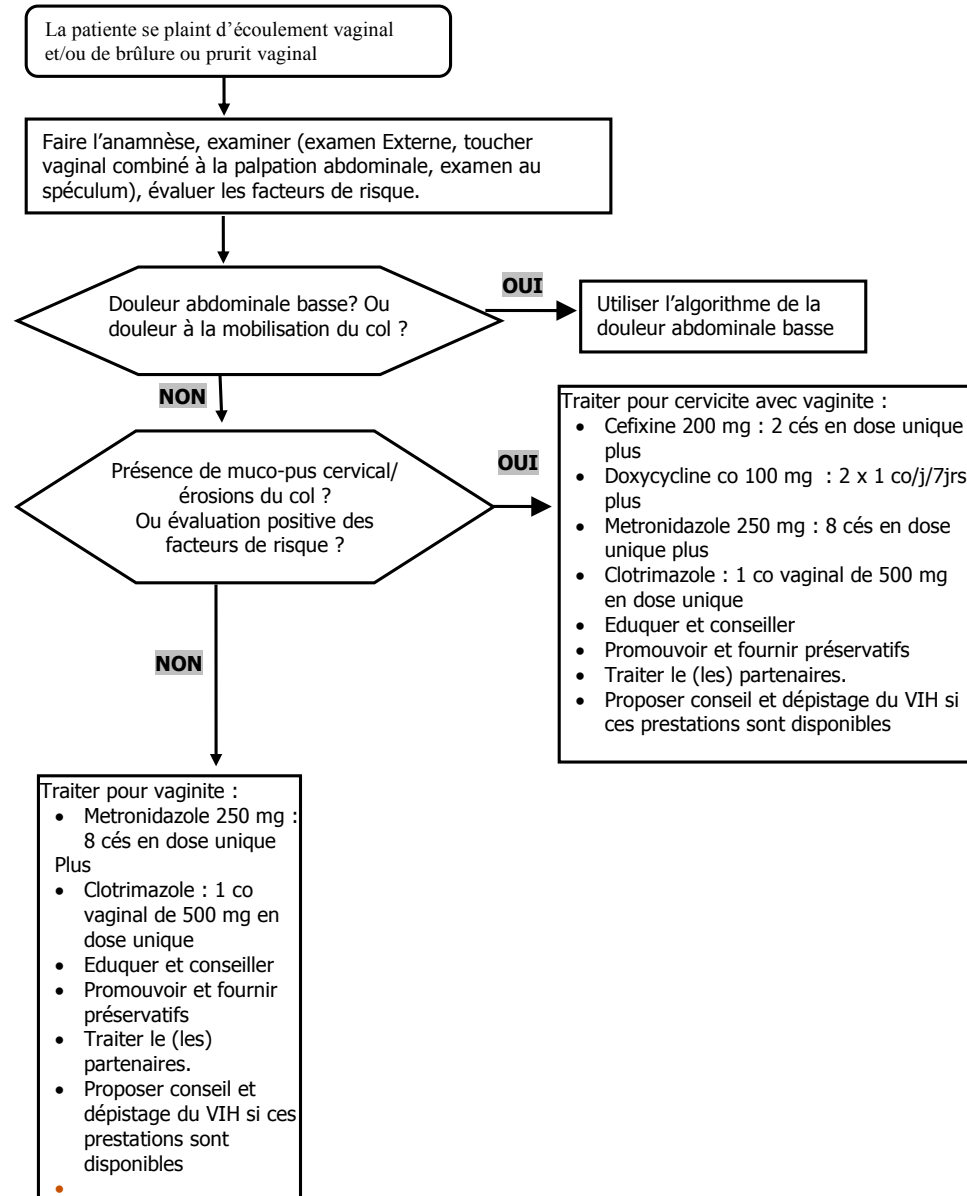 La patiente se plaint d’écoulement vaginal
et/ou de brûlure ou prurit vaginal
Faire l’anamnèse, examiner (examen Externe, toucher
vaginal combiné à la palpation abdominale, examen au
spéculum), évaluer les facteurs de risque.
Douleur abdominale basse? Ou
douleur à la mobilisation du col ?
OUI
Utiliser l’algorithme de la
douleur abdominale basse
NON
Présence de muco-pus cervical/
érosions du col ?
Ou évaluation positive des
facteurs de risque ?
OUI
Traiter pour cervicite avec vaginite :
• Cefixine 200 mg : 2 cés en dose unique
plus
• Doxycycline co 100 mg : 2 x 1 co/j/7jrs
plus
• Metronidazole 250 mg : 8 cés en dose
unique plus
• Clotrimazole : 1 co vaginal de 500 mg
en dose unique
• Eduquer et conseiller
• Promouvoir et fournir préservatifs
• Traiter le (les) partenaires.
• Proposer conseil et dépistage du VIH si
ces prestations sont disponibles
NON
Traiter pour vaginite :
• Metronidazole 250 mg :
8 cés en dose unique
Plus
• Clotrimazole : 1 co
vaginal de 500 mg en
dose unique
• Eduquer et conseiller
• Promouvoir et fournir
préservatifs
• Traiter le (les)
partenaires.
• Proposer conseil et
dépistage du VIH si ces
prestations sont
disponibles
•